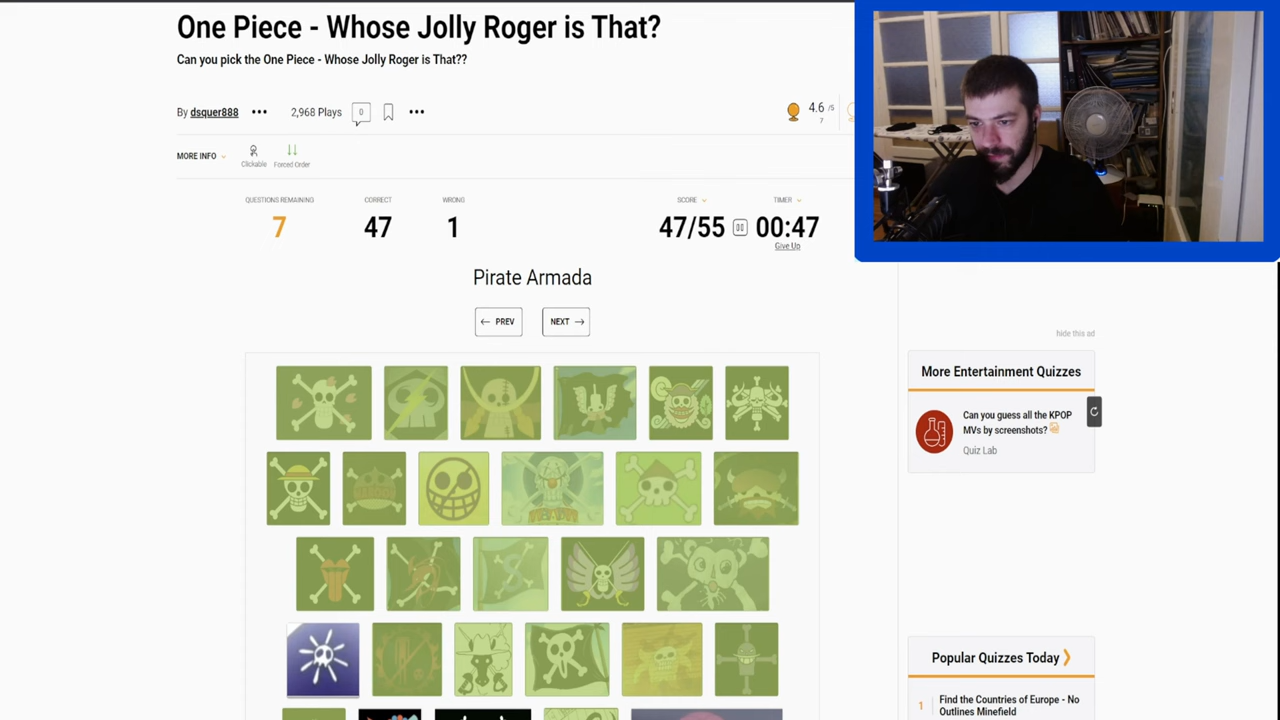 One Piece - Whose Jolly Roger is That?
Can you pick the One Piece - Whose Jolly Roger is That??
By dsquer888 ••• 2,968 Plays 0 •••
4.6 /5
7
MORE INFO
Clickable
Forced Order
QUESTIONS REMAINING
7
CORRECT
47
WRONG
1
SCORE
47/55
TIMER
00:47
Give Up
Pirate Armada
← PREV
NEXT →
hide this ad
More Entertainment Quizzes
Can you guess all the KPOP
MVs by screenshots?
Quiz Lab
Popular Quizzes Today
1 Find the Countries of Europe - No
Outlines Minefield